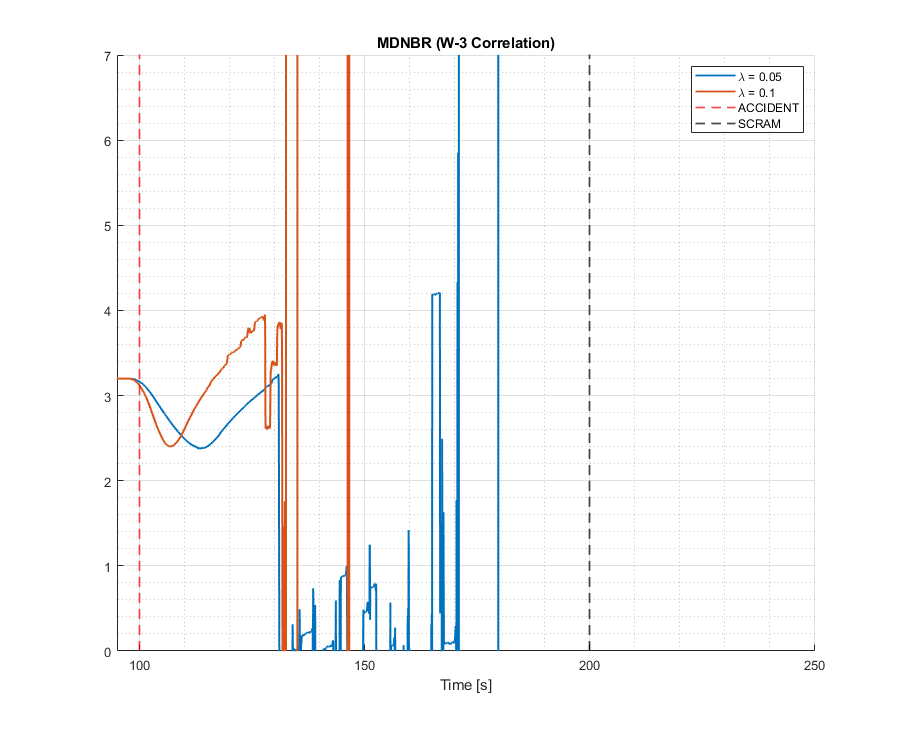 MDNBR (W-3 Correlation)
7
6
5
4
3
2
1
0
λ = 0.05
λ = 0.1
ACCIDENT
SCRAM
100
150
200
250
Time [s]